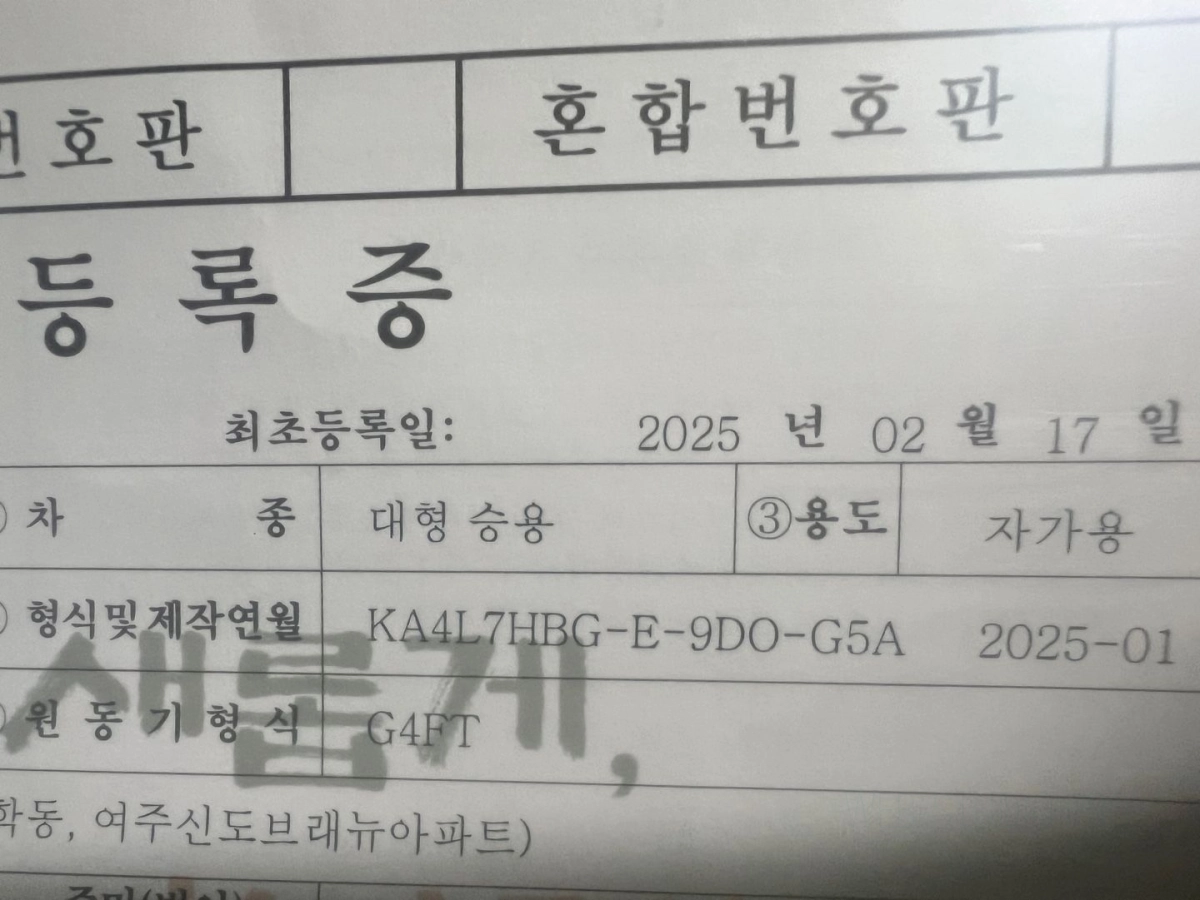 번호판 혼합번호판
등록증
최초등록일: 2025 년 02 월 17 일
차 종 대형 승용 ③용도 자가용
형식및제작연월 KA4L7HBG-E-9DO-G5A 2025-01
새롭게,
원동기형식 G4FT
학동, 여주신도브래뉴아파트)